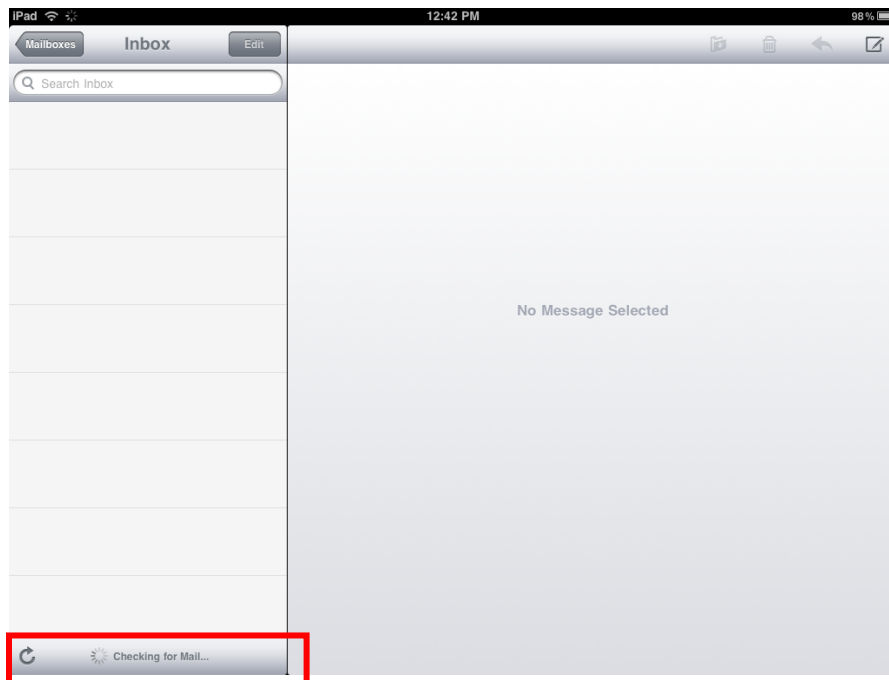 iPad 12:42 PM 98%
Mailboxes Inbox Edit
Search Inbox
No Message Selected
Checking for Mail...